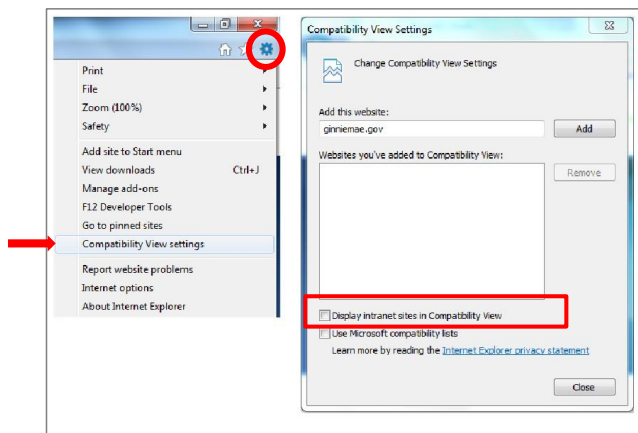 Print
File
Zoom (100%)
Safety
Add site to Start menu
View downloads Ctrl+J
Manage add-ons
F12 Developer Tools
Go to pinned sites
Compatibility View settings
Report website problems
Internet options
About Internet Explorer
Compatibility View Settings
Change Compatibility View Settings
Add this website:
ginniemae.gov Add
Websites you've added to Compatibility View:
Remove
Display intranet sites in Compatibility View
Use Microsoft compatibility lists
Learn more by reading the Internet Explorer privacy statement
Close